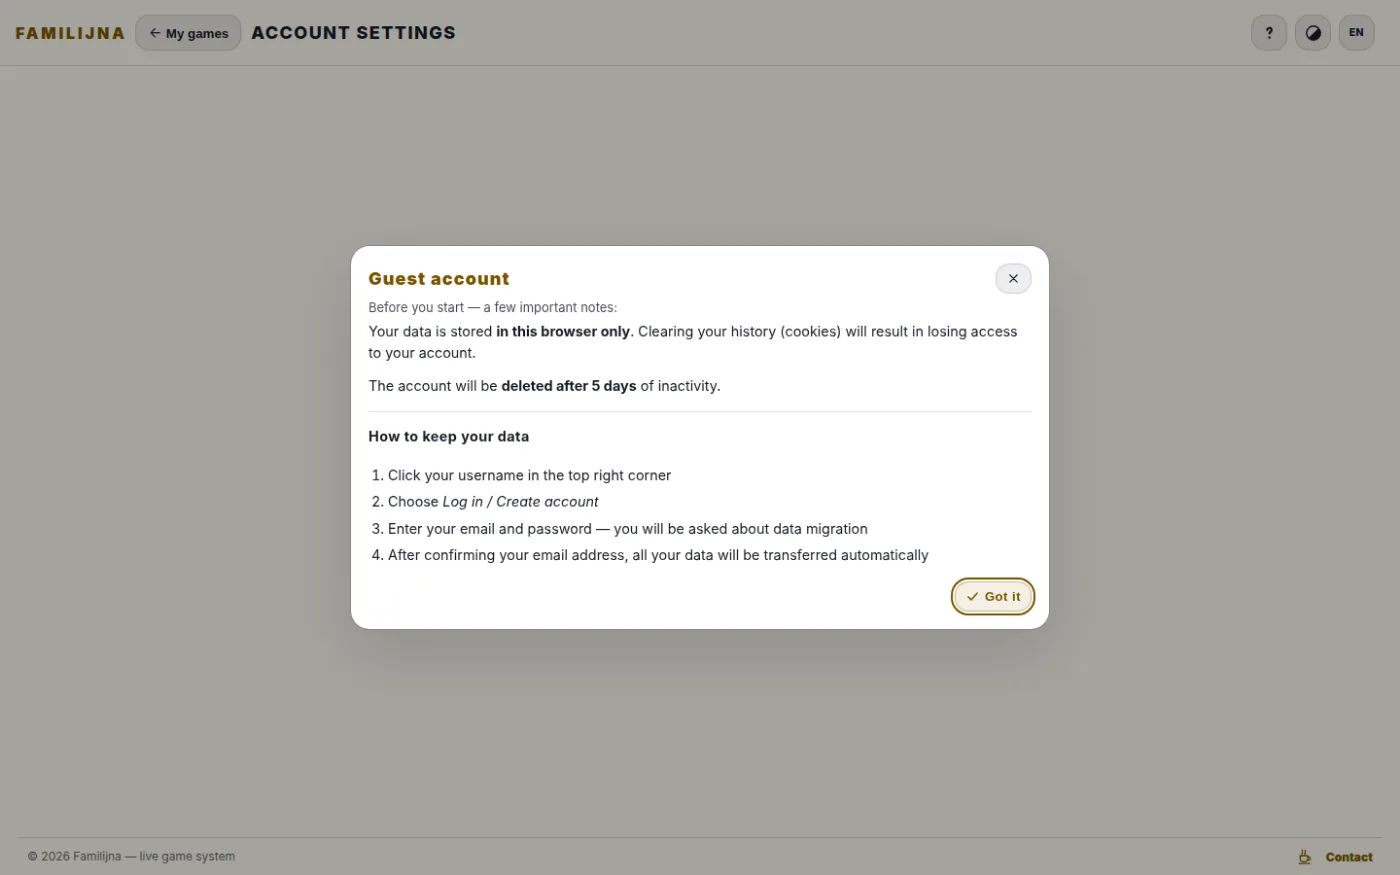 FAMILIJNA
← My games
ACCOUNT SETTINGS
?
EN
Guest account
Before you start — a few important notes:
Your data is stored in this browser only. Clearing your history (cookies) will result in losing access
to your account.
The account will be deleted after 5 days of inactivity.
How to keep your data
1. Click your username in the top right corner
2. Choose Log in / Create account
3. Enter your email and password — you will be asked about data migration
4. After confirming your email address, all your data will be transferred automatically
Got it
© 2026 Familijna — live game system
Contact